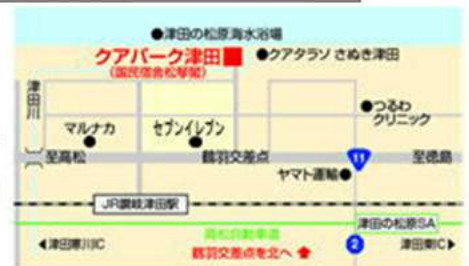 ●津田の松原海水浴場
クアパーク津田■
(国民宿舎松琴閣)
●クアタラソ さぬき津田
津田川
●つるわクリニック
マルナカ
セブンイレブン
至高松
鶴羽交差点
11
至徳島
ヤマト運輸●
JR讃岐津田駅
津田の松原SA
高松自動車道
2
◀津田寒川IC
鶴羽交差点を北へ
津田東IC▶